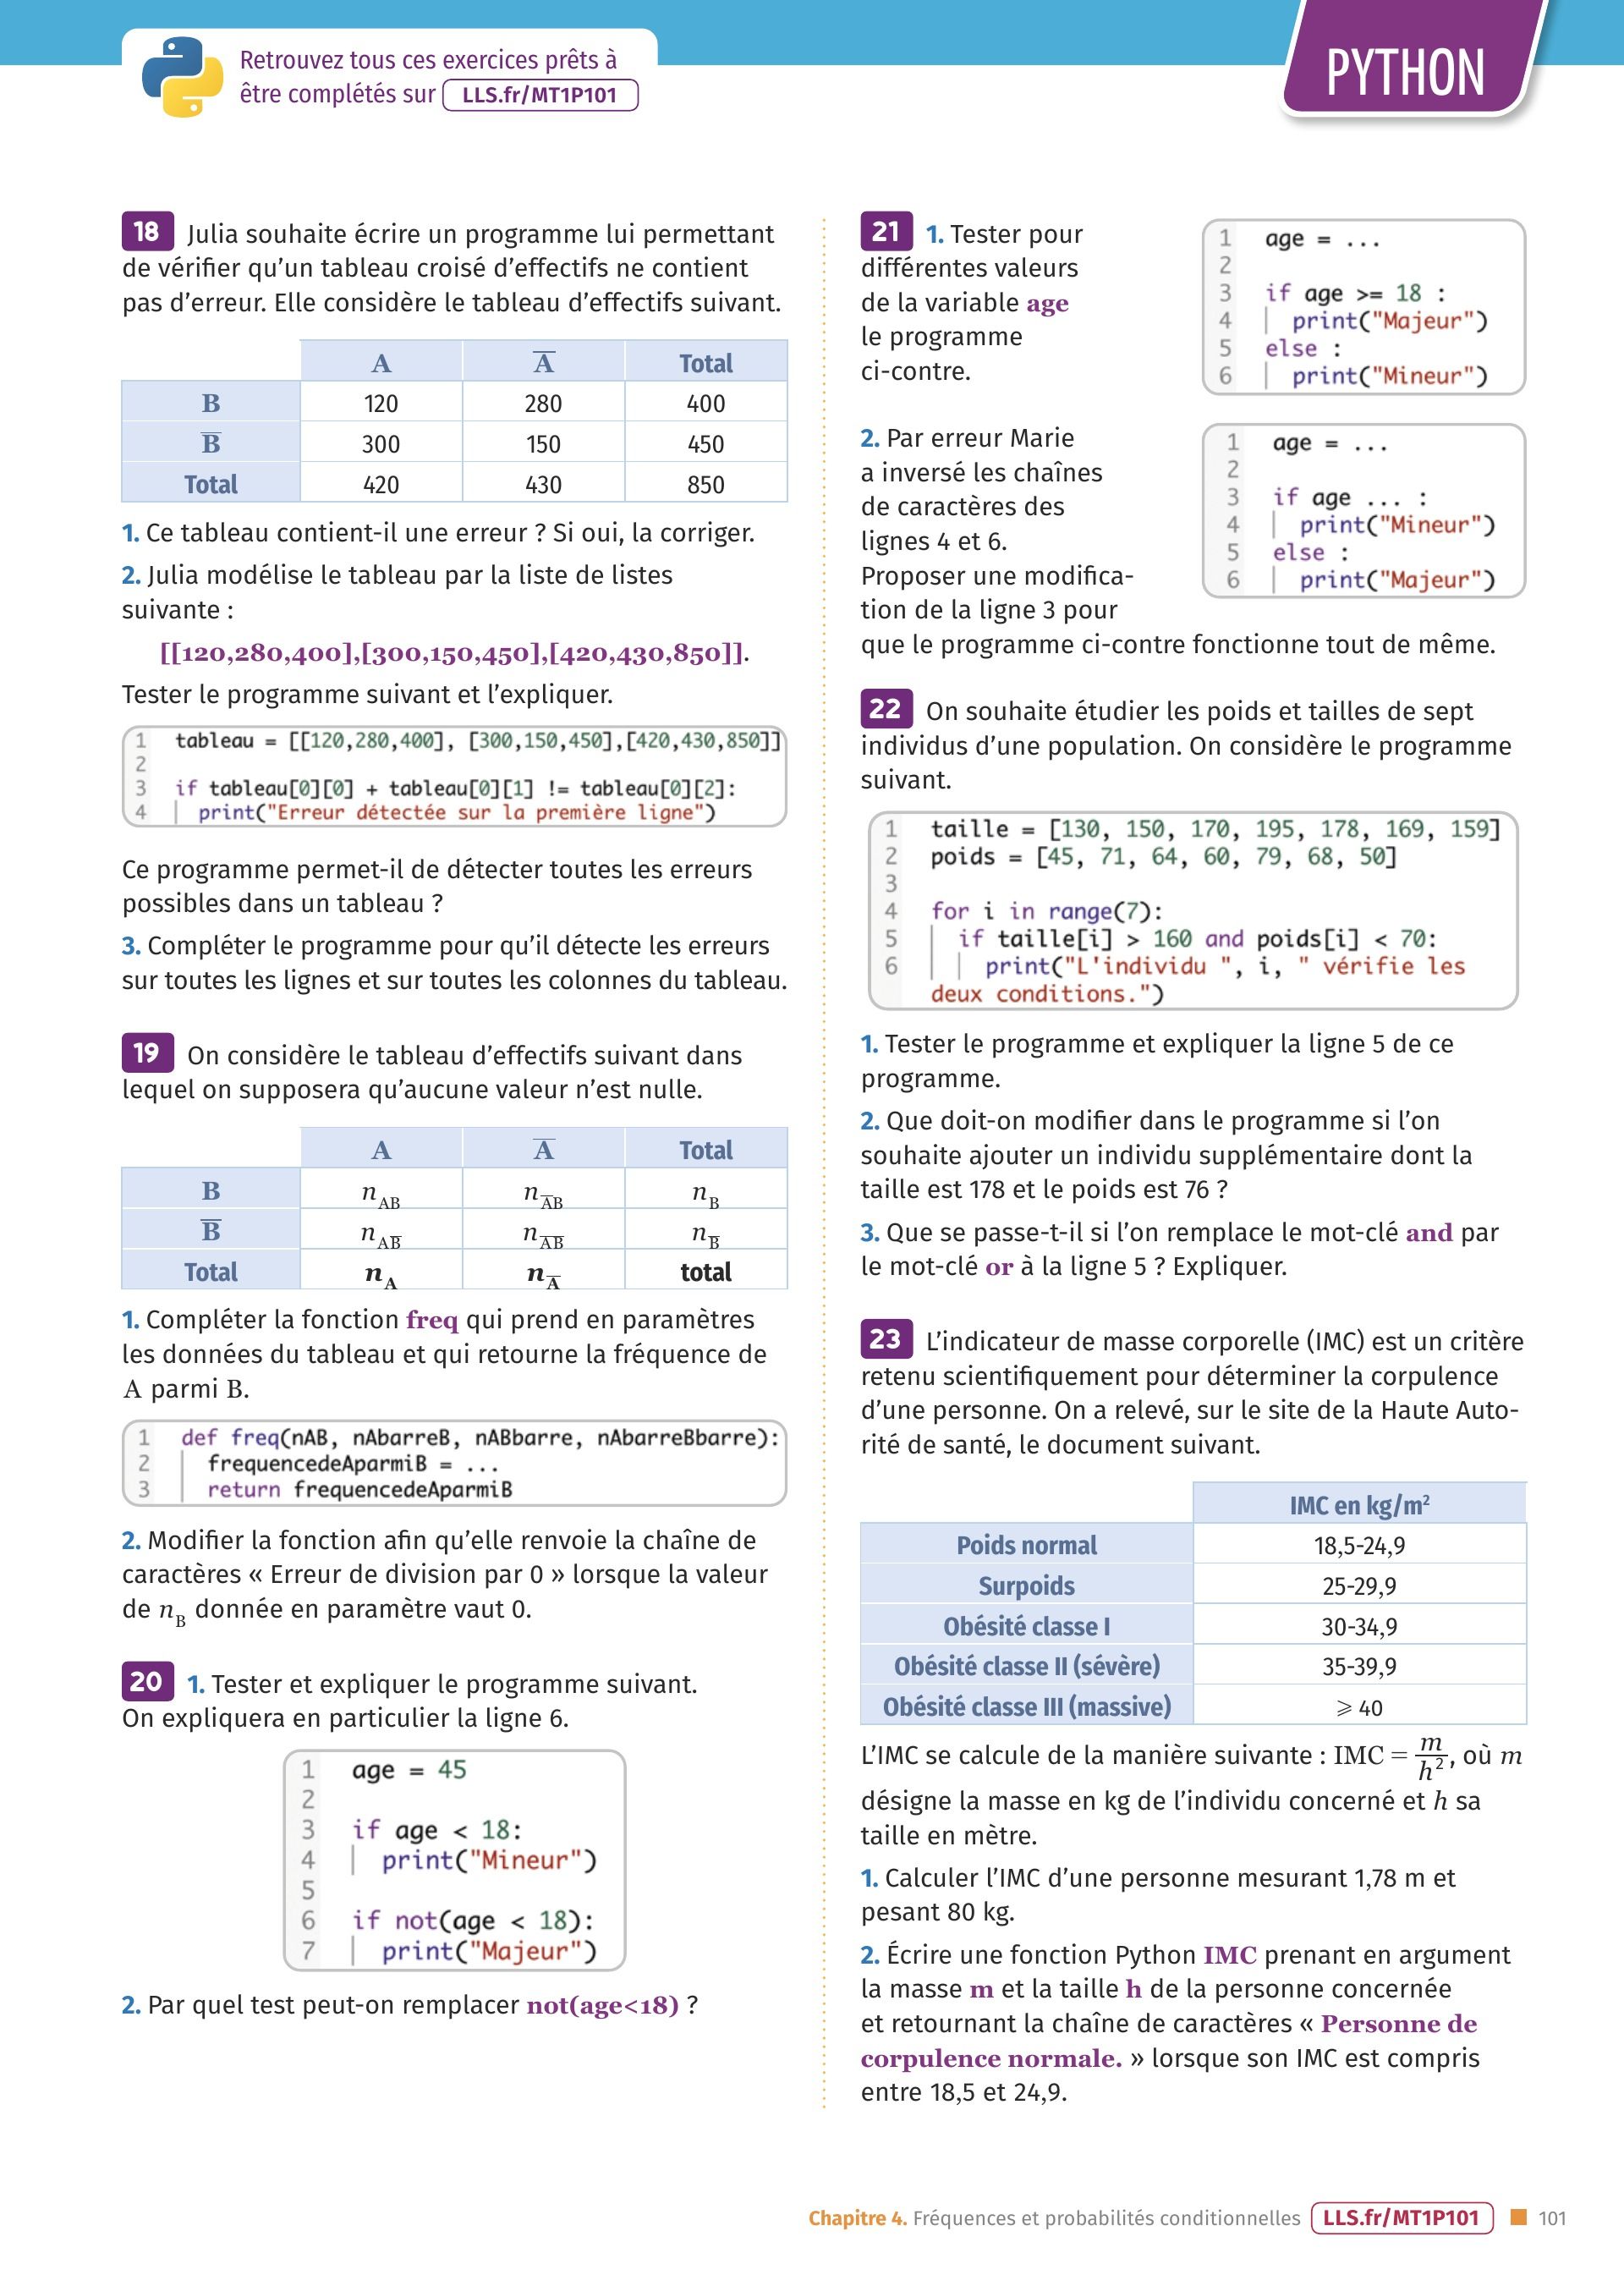 Retrouvez tous ces exercices prêts à
être complétés sur LLS.fr/MT1P101
PYTHON
18 Julia souhaite écrire un programme lui permettant
de vérifier qu’un tableau croisé d’effectifs ne contient
pas d’erreur. Elle considère le tableau d’effectifs suivant.
A A̅ Total
B 120 280 400
B̅ 300 150 450
Total 420 430 850
1. Ce tableau contient-il une erreur ? Si oui, la corriger.
2. Julia modélise le tableau par la liste de listes
suivante :
[[120,280,400],[300,150,450],[420,430,850]].
Tester le programme suivant et l’expliquer.
1 tableau = [[120,280,400], [300,150,450],[420,430,850]]
2
3 if tableau[0][0] + tableau[0][1] != tableau[0][2]:
4 print("Erreur détectée sur la première ligne")
Ce programme permet-il de détecter toutes les erreurs
possibles dans un tableau ?
3. Compléter le programme pour qu’il détecte les erreurs
sur toutes les lignes et sur toutes les colonnes du tableau.
19 On considère le tableau d’effectifs suivant dans
lequel on supposera qu’aucune valeur n’est nulle.
A A̅ Total
B n_AB n_A̅B n_B
B̅ n_AB̅ n_A̅B̅ n_B̅
Total n_A n_A̅ total
1. Compléter la fonction freq qui prend en paramètres
les données du tableau et qui retourne la fréquence de
A parmi B.
1 def freq(nAB, nAbarreB, nABbarre, nAbarreBbarre):
2 frequencedeAparmiB = ...
3 return frequencedeAparmiB
2. Modifier la fonction afin qu’elle renvoie la chaîne de
caractères « Erreur de division par 0 » lorsque la valeur
de n_B donnée en paramètre vaut 0.
20 1. Tester et expliquer le programme suivant.
On expliquera en particulier la ligne 6.
1 age = 45
2
3 if age < 18:
4 print("Mineur")
5
6 if not(age < 18):
7 print("Majeur")
2. Par quel test peut-on remplacer not(age<18) ?
21 1. Tester pour
différentes valeurs
de la variable age
le programme
ci-contre.
1 age = ...
2
3 if age >= 18 :
4 print("Majeur")
5 else :
6 print("Mineur")
2. Par erreur Marie
a inversé les chaînes
de caractères des
lignes 4 et 6.
Proposer une modifica-
tion de la ligne 3 pour
que le programme ci-contre fonctionne tout de même.
1 age = ...
2
3 if age ... :
4 print("Mineur")
5 else :
6 print("Majeur")
22 On souhaite étudier les poids et tailles de sept
individus d’une population. On considère le programme
suivant.
1 taille = [130, 150, 170, 195, 178, 169, 159]
2 poids = [45, 71, 64, 60, 79, 68, 50]
3
4 for i in range(7):
5 if taille[i] > 160 and poids[i] < 70:
6 print("L'individu ", i, " vérifie les
deux conditions.")
1. Tester le programme et expliquer la ligne 5 de ce
programme.
2. Que doit-on modifier dans le programme si l’on
souhaite ajouter un individu supplémentaire dont la
taille est 178 et le poids est 76 ?
3. Que se passe-t-il si l’on remplace le mot-clé and par
le mot-clé or à la ligne 5 ? Expliquer.
23 L’indicateur de masse corporelle (IMC) est un critère
retenu scientifiquement pour déterminer la corpulence
d’une personne. On a relevé, sur le site de la Haute Auto-
rité de santé, le document suivant.
IMC en kg/m²
Poids normal 18,5-24,9
Surpoids 25-29,9
Obésité classe I 30-34,9
Obésité classe II (sévère) 35-39,9
Obésité classe III (massive) ⩾ 40
L’IMC se calcule de la manière suivante : IMC = m/h², où m
désigne la masse en kg de l’individu concerné et h sa
taille en mètre.
1. Calculer l’IMC d’une personne mesurant 1,78 m et
pesant 80 kg.
2. Écrire une fonction Python IMC prenant en argument
la masse m et la taille h de la personne concernée
et retournant la chaîne de caractères « Personne de
corpulence normale. » lorsque son IMC est compris
entre 18,5 et 24,9.
Chapitre 4. Fréquences et probabilités conditionnelles LLS.fr/MT1P101 101